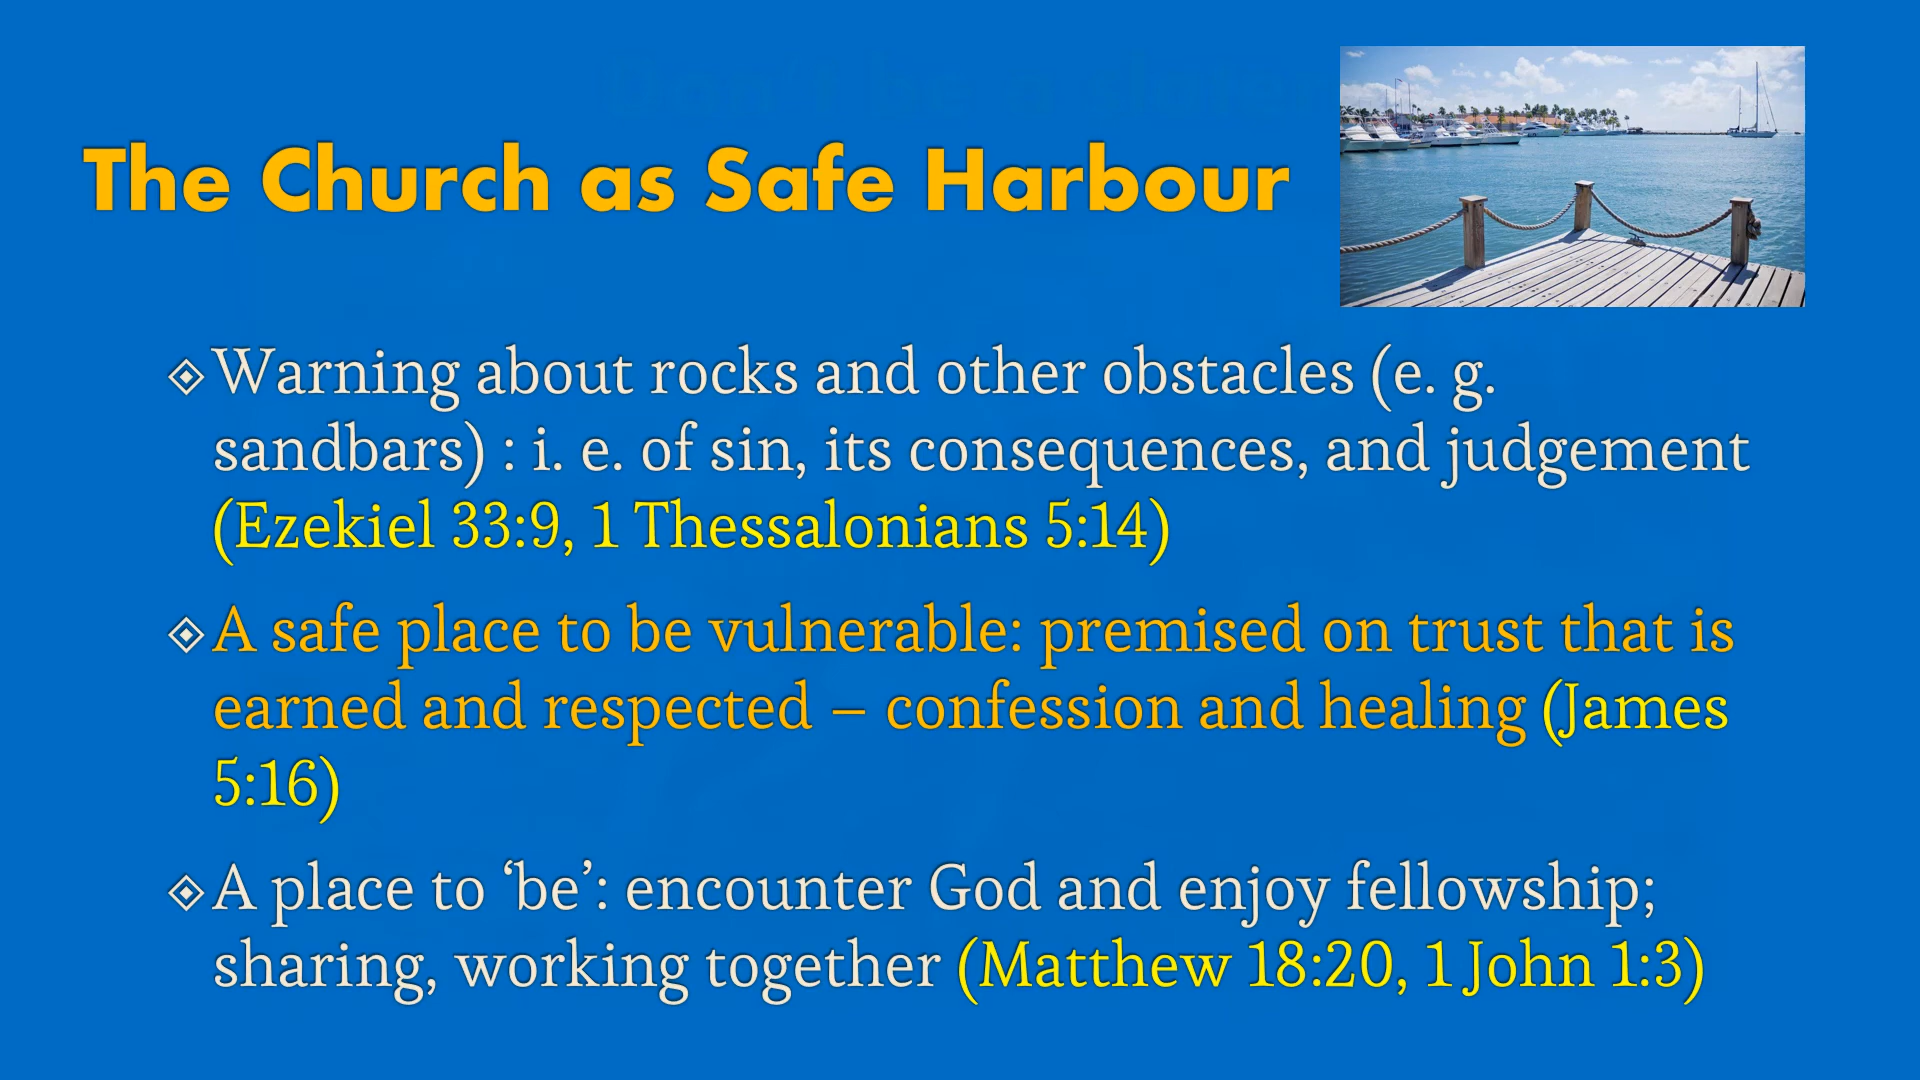 The Church as Safe Harbour
Warning about rocks and other obstacles (e. g.
sandbars) : i. e. of sin, its consequences, and judgement
(Ezekiel 33:9, 1 Thessalonians 5:14)
A safe place to be vulnerable: premised on trust that is
earned and respected – confession and healing (James
5:16)
A place to ‘be’: encounter God and enjoy fellowship;
sharing, working together (Matthew 18:20, 1 John 1:3)